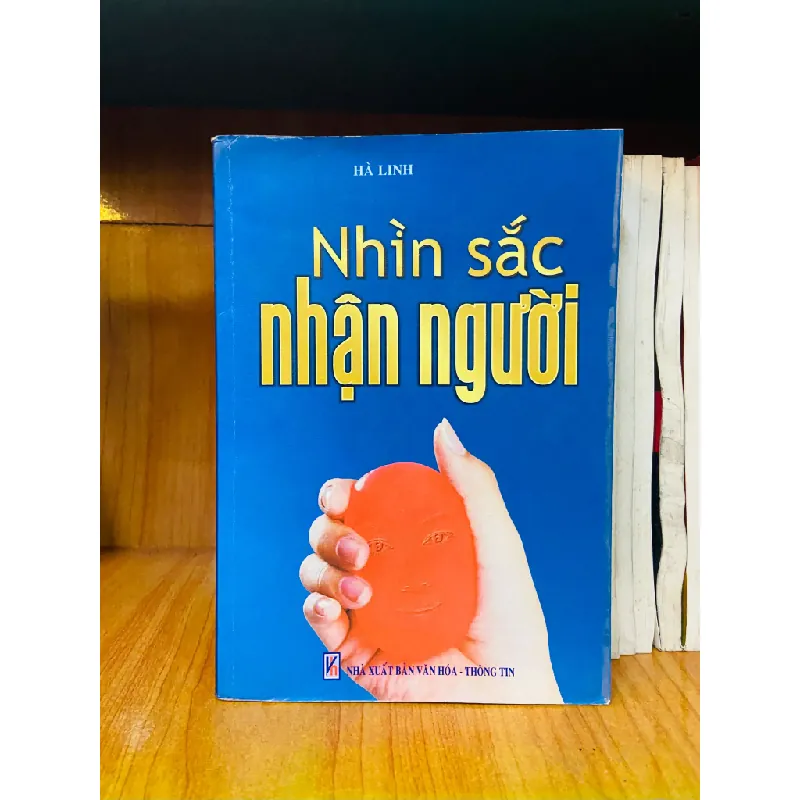 HÀ LINH
Nhìn sắc
nhận người
NHÀ XUẤT BẢN VĂN HÓA - THÔNG TIN